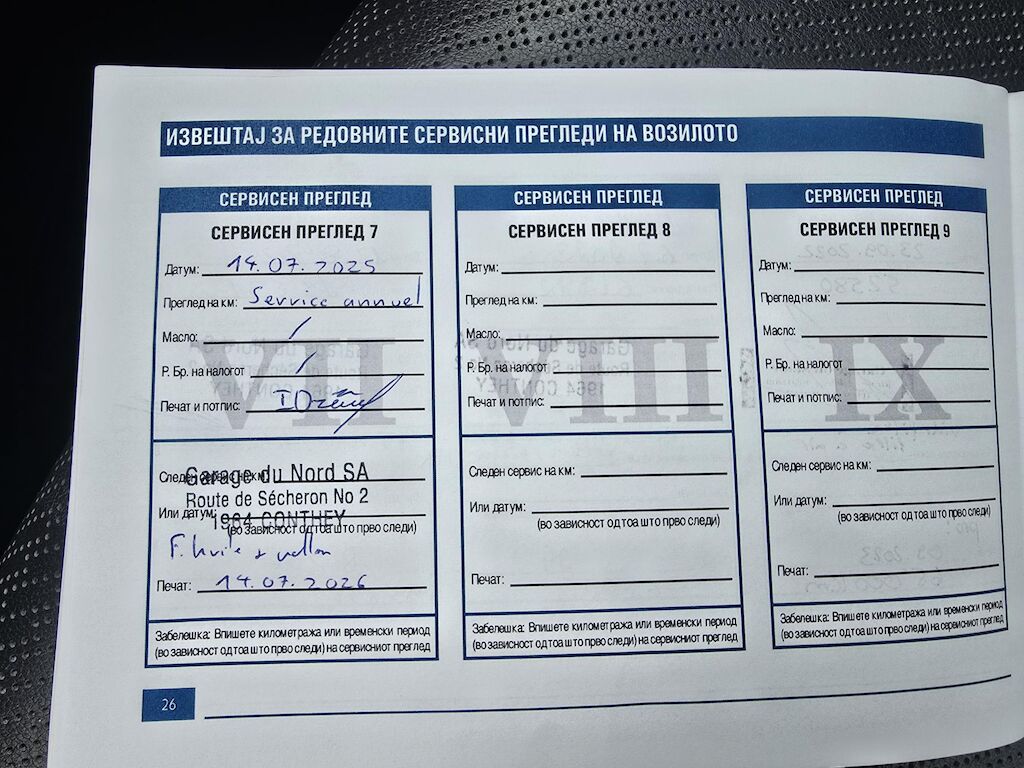 ИЗВЕШТАЈ ЗА РЕДОВНИТЕ СЕРВИСНИ ПРЕГЛЕДИ НА ВОЗИЛОТО
СЕРВИСЕН ПРЕГЛЕД
СЕРВИСЕН ПРЕГЛЕД 7
Датум: 14.07.2025
Преглед на км: Service annuel
Масло: /
Р. Бр. на налогот /
Печат и потпис:
Следен сервис на км:
Garage du Nord SA
Route de Sécheron No 2
Или датум:
1964 CONTHEY
(во зависност од тоа што прво следи)
Печат: 14.07.2026
Забелешка: Впишете километража или временски период
(во зависност од тоа што прво следи) на сервисниот преглед
VII
СЕРВИСЕН ПРЕГЛЕД
СЕРВИСЕН ПРЕГЛЕД 8
Датум:
Преглед на км:
Масло:
Р. Бр. на налогот
Печат и потпис:
Следен сервис на км:
Или датум:
(во зависност од тоа што прво следи)
Печат:
Забелешка: Впишете километража или временски период
(во зависност од тоа што прво следи) на сервисниот преглед
VIII
СЕРВИСЕН ПРЕГЛЕД
СЕРВИСЕН ПРЕГЛЕД 9
Датум:
Преглед на км:
Масло:
Р. Бр. на налогот
Печат и потпис:
Следен сервис на км:
Или датум:
(во зависност од тоа што прво следи)
Печат:
Забелешка: Впишете километража или временски период
(во зависност од тоа што прво следи) на сервисниот преглед
IX
26